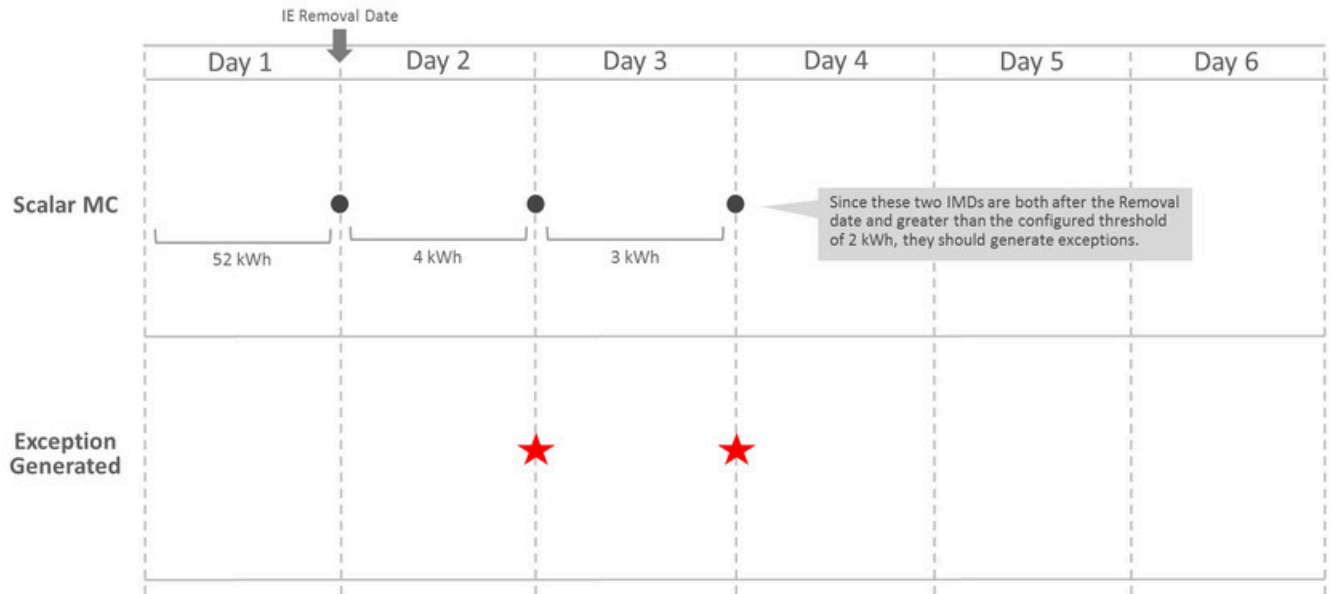 IE Removal Date
Day 1
Day 2
Day 3
Day 4
Day 5
Day 6
Scalar MC
Since these two IMDs are both after the Removal
date and greater than the configured threshold
of 2 kWh, they should generate exceptions.
52 kWh
4 kWh
3 kWh
Exception
Generated